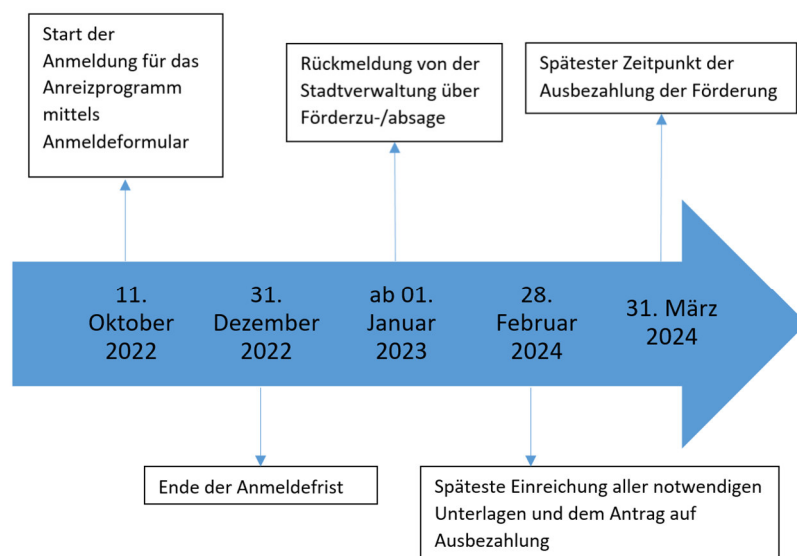 Start der
Anmeldung für das
Anreizprogramm
mittels
Anmeldeformular
Rückmeldung von der
Stadtverwaltung über
Förderzu-/absage
Spätester Zeitpunkt der
Ausbezahlung der Förderung
11.
Oktober
2022
31.
Dezember
2022
ab 01.
Januar
2023
28.
Februar
2024
31. März
2024
Ende der Anmeldefrist
Späteste Einreichung aller notwendigen
Unterlagen und dem Antrag auf
Ausbezahlung